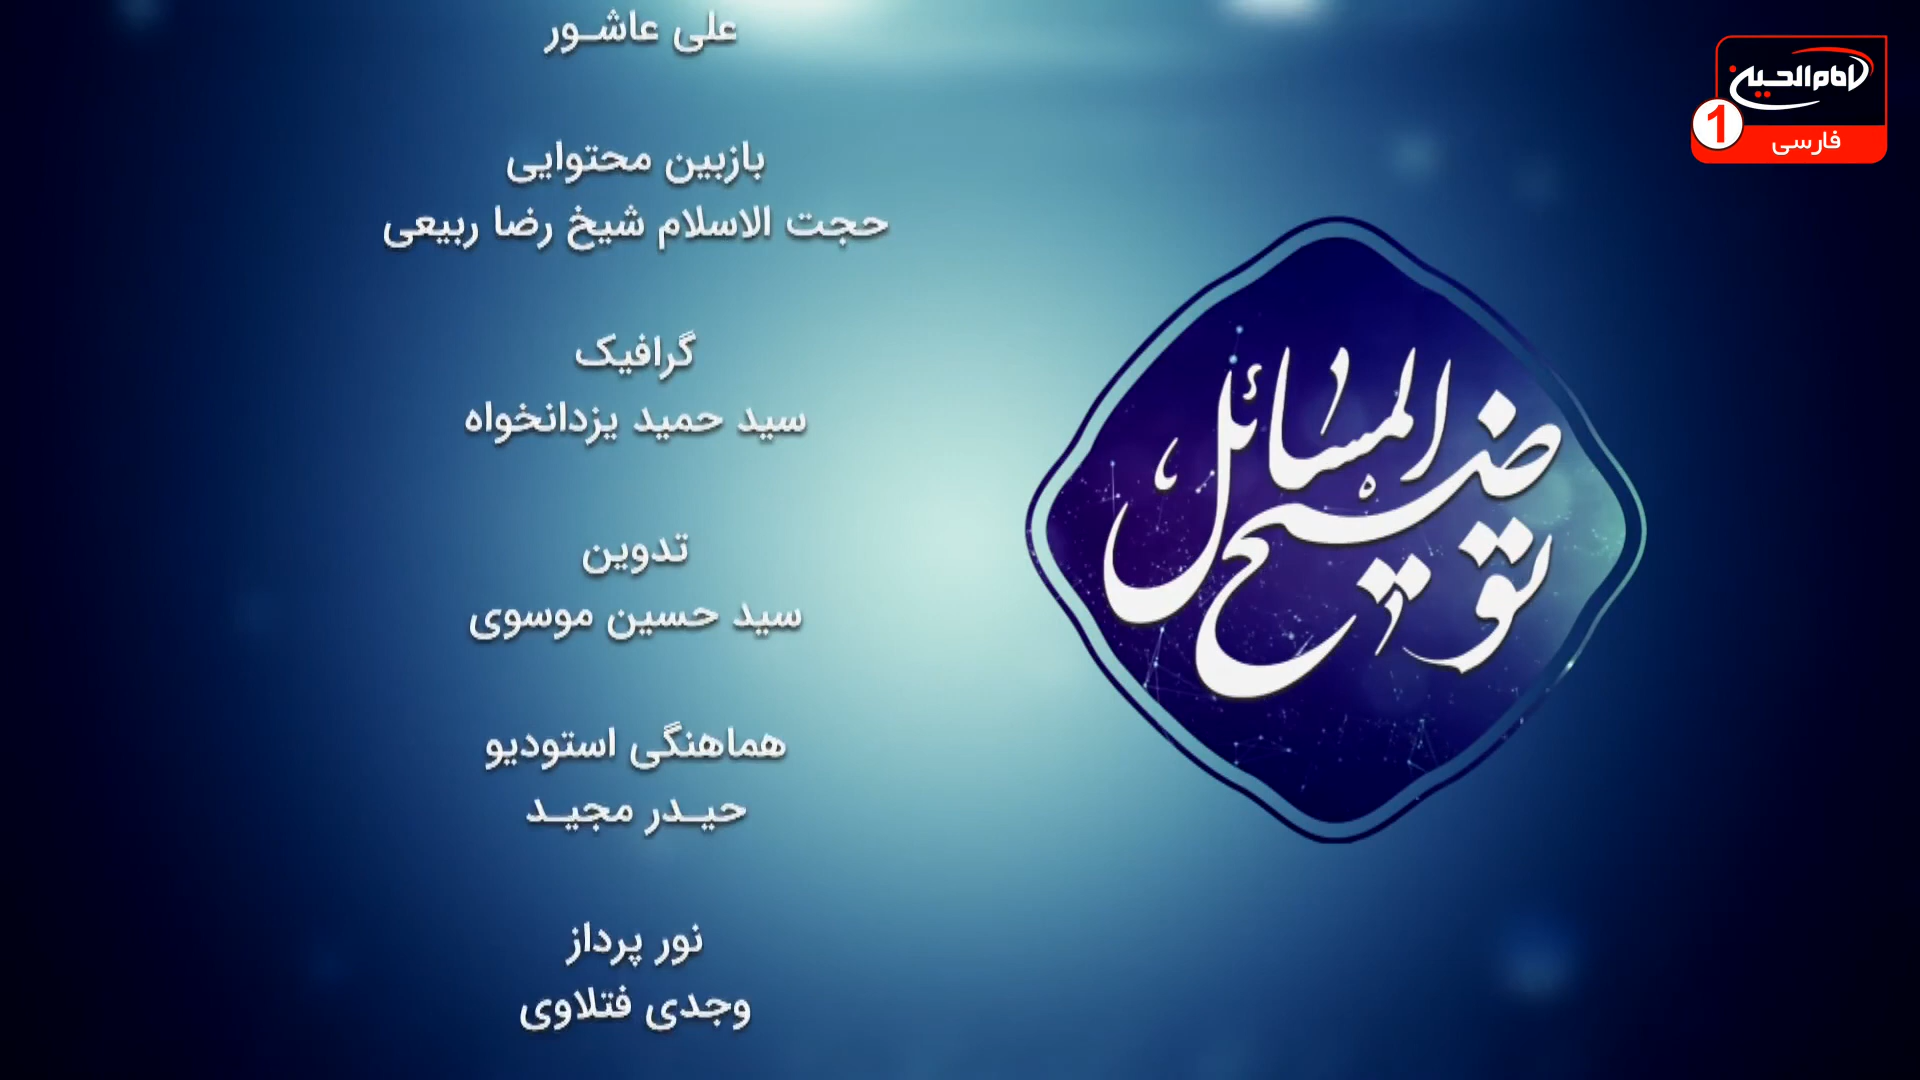 علی عاشـور
بازبین محتوایی
حجت الاسلام شیخ رضا ربیعی
گرافیک
سید حمید یزدانخواه
تدوین
سید حسین موسوی
هماهنگی استودیو
حیـدر مجیـد
نور پرداز
وجدی فتلاوی
توضیح المسائل
امام الحسین
1
فارسی